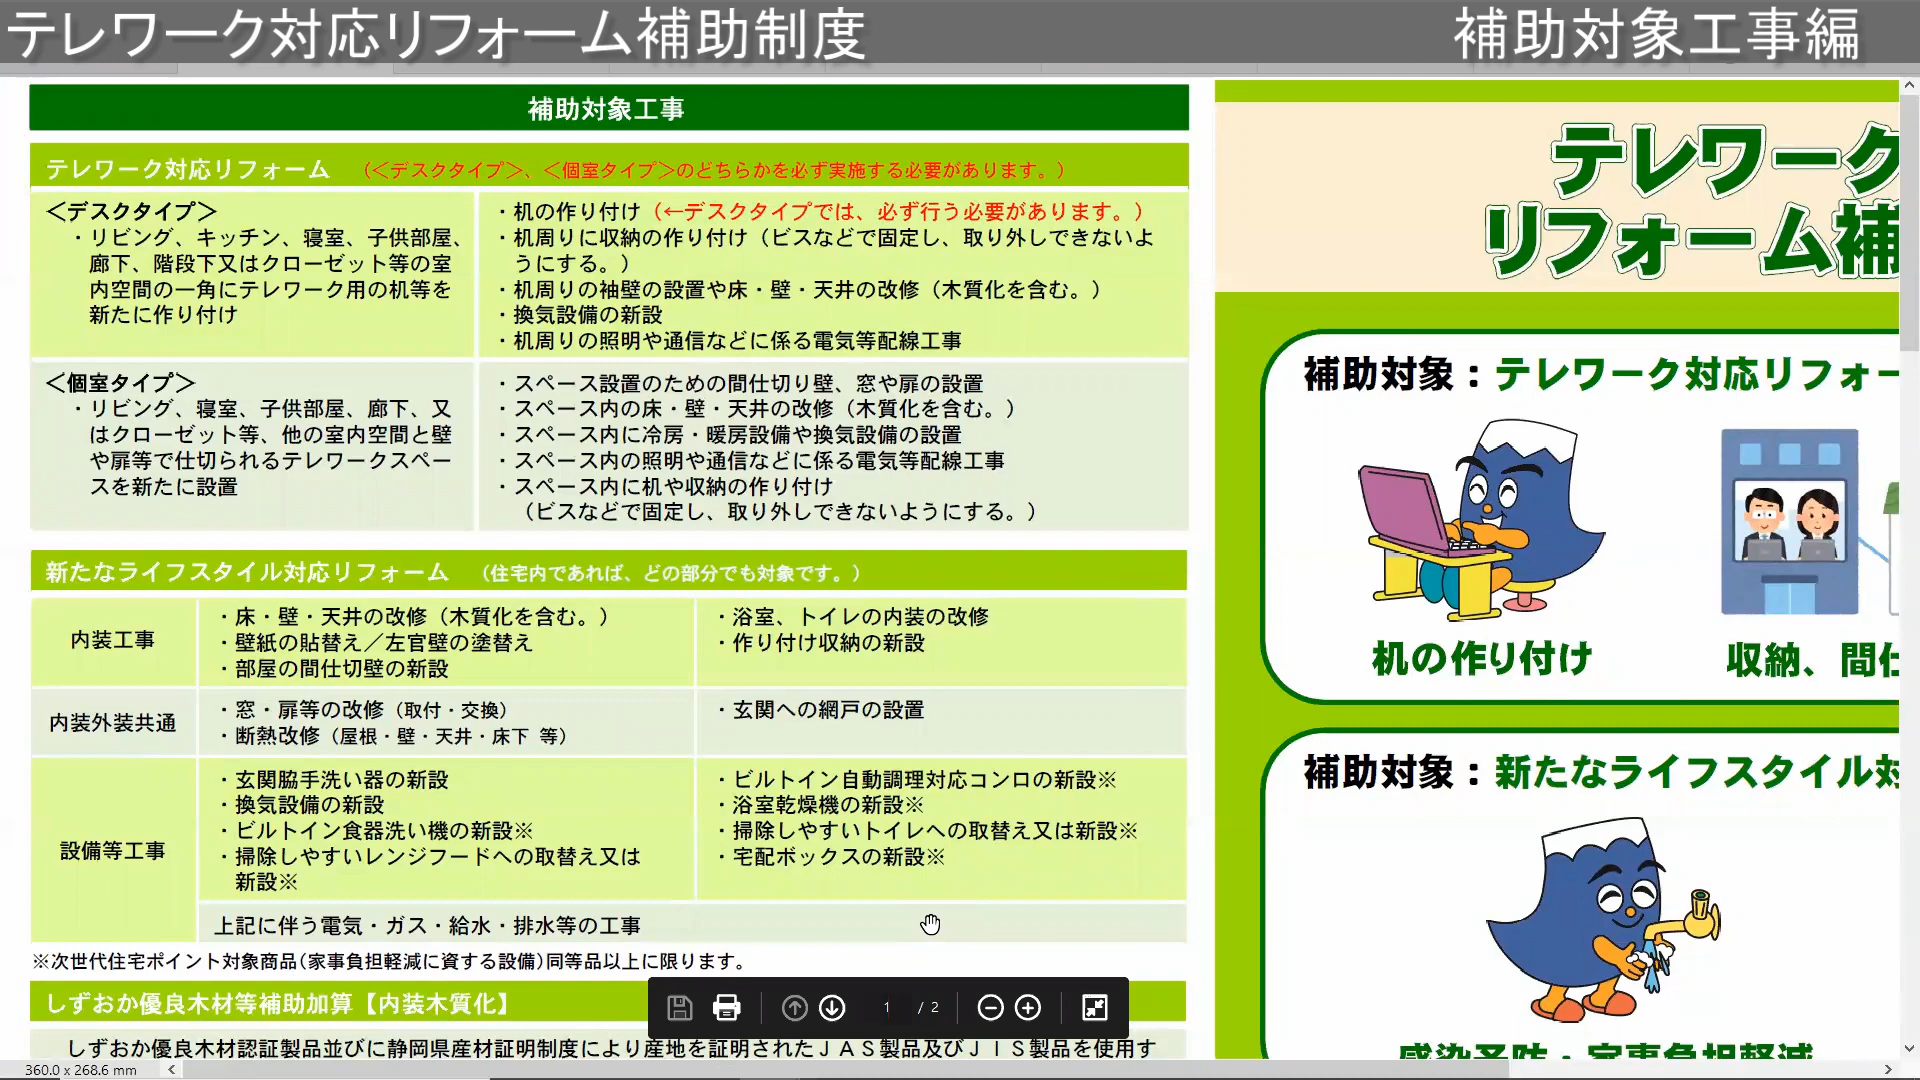 テレワーク対応リフォーム補助制度
補助対象工事編
補助対象工事
テレワーク対応リフォーム （＜デスクタイプ＞、＜個室タイプ＞のどちらかを必ず実施する必要があります。）
＜デスクタイプ＞
・リビング、キッチン、寝室、子供部屋、
廊下、階段下又はクローゼット等の室
内空間の一角にテレワーク用の机等を
新たに作り付け
・机の作り付け（←デスクタイプでは、必ず行う必要があります。）
・机周りに収納の作り付け（ビスなどで固定し、取り外しできないよ
うにする。）
・机周りの袖壁の設置や床・壁・天井の改修（木質化を含む。）
・換気設備の新設
・机周りの照明や通信などに係る電気等配線工事
＜個室タイプ＞
・リビング、寝室、子供部屋、廊下、又
はクローゼット等、他の室内空間と壁
や扉等で仕切られるテレワークスペー
スを新たに設置
・スペース設置のための間仕切り壁、窓や扉の設置
・スペース内の床・壁・天井の改修（木質化を含む。）
・スペース内に冷房・暖房設備や換気設備の設置
・スペース内の照明や通信などに係る電気等配線工事
・スペース内に机や収納の作り付け
（ビスなどで固定し、取り外しできないようにする。）
新たなライフスタイル対応リフォーム （住宅内であれば、どの部分でも対象です。）
内装工事
・床・壁・天井の改修（木質化を含む。）
・壁紙の貼替え／左官壁の塗替え
・部屋の間仕切壁の新設
・浴室、トイレの内装の改修
・作り付け収納の新設
内装外装共通
・窓・扉等の改修（取付・交換）
・断熱改修（屋根・壁・天井・床下 等）
・玄関への網戸の設置
設備等工事
・玄関脇手洗い器の新設
・換気設備の新設
・ビルトイン食器洗い機の新設※
・掃除しやすいレンジフードへの取替え又は
新設※
・ビルトイン自動調理対応コンロの新設※
・浴室乾燥機の新設※
・掃除しやすいトイレへの取替え又は新設※
・宅配ボックスの新設※
上記に伴う電気・ガス・給水・排水等の工事
※次世代住宅ポイント対象商品（家事負担軽減に資する設備）同等品以上に限ります。
しずおか優良木材等補助加算【内装木質化】
しずおか優良木材認証製品並びに静岡県産材証明制度により産地を証明されたＪＡＳ製品及びＪＩＳ製品を使用す
テレワーク
リフォーム補
補助対象：テレワーク対応リフォー
机の作り付け
収納、間仕
補助対象：新たなライフスタイル対
感染予防・家事負担軽減
1 / 2
360.0 x 268.6 mm